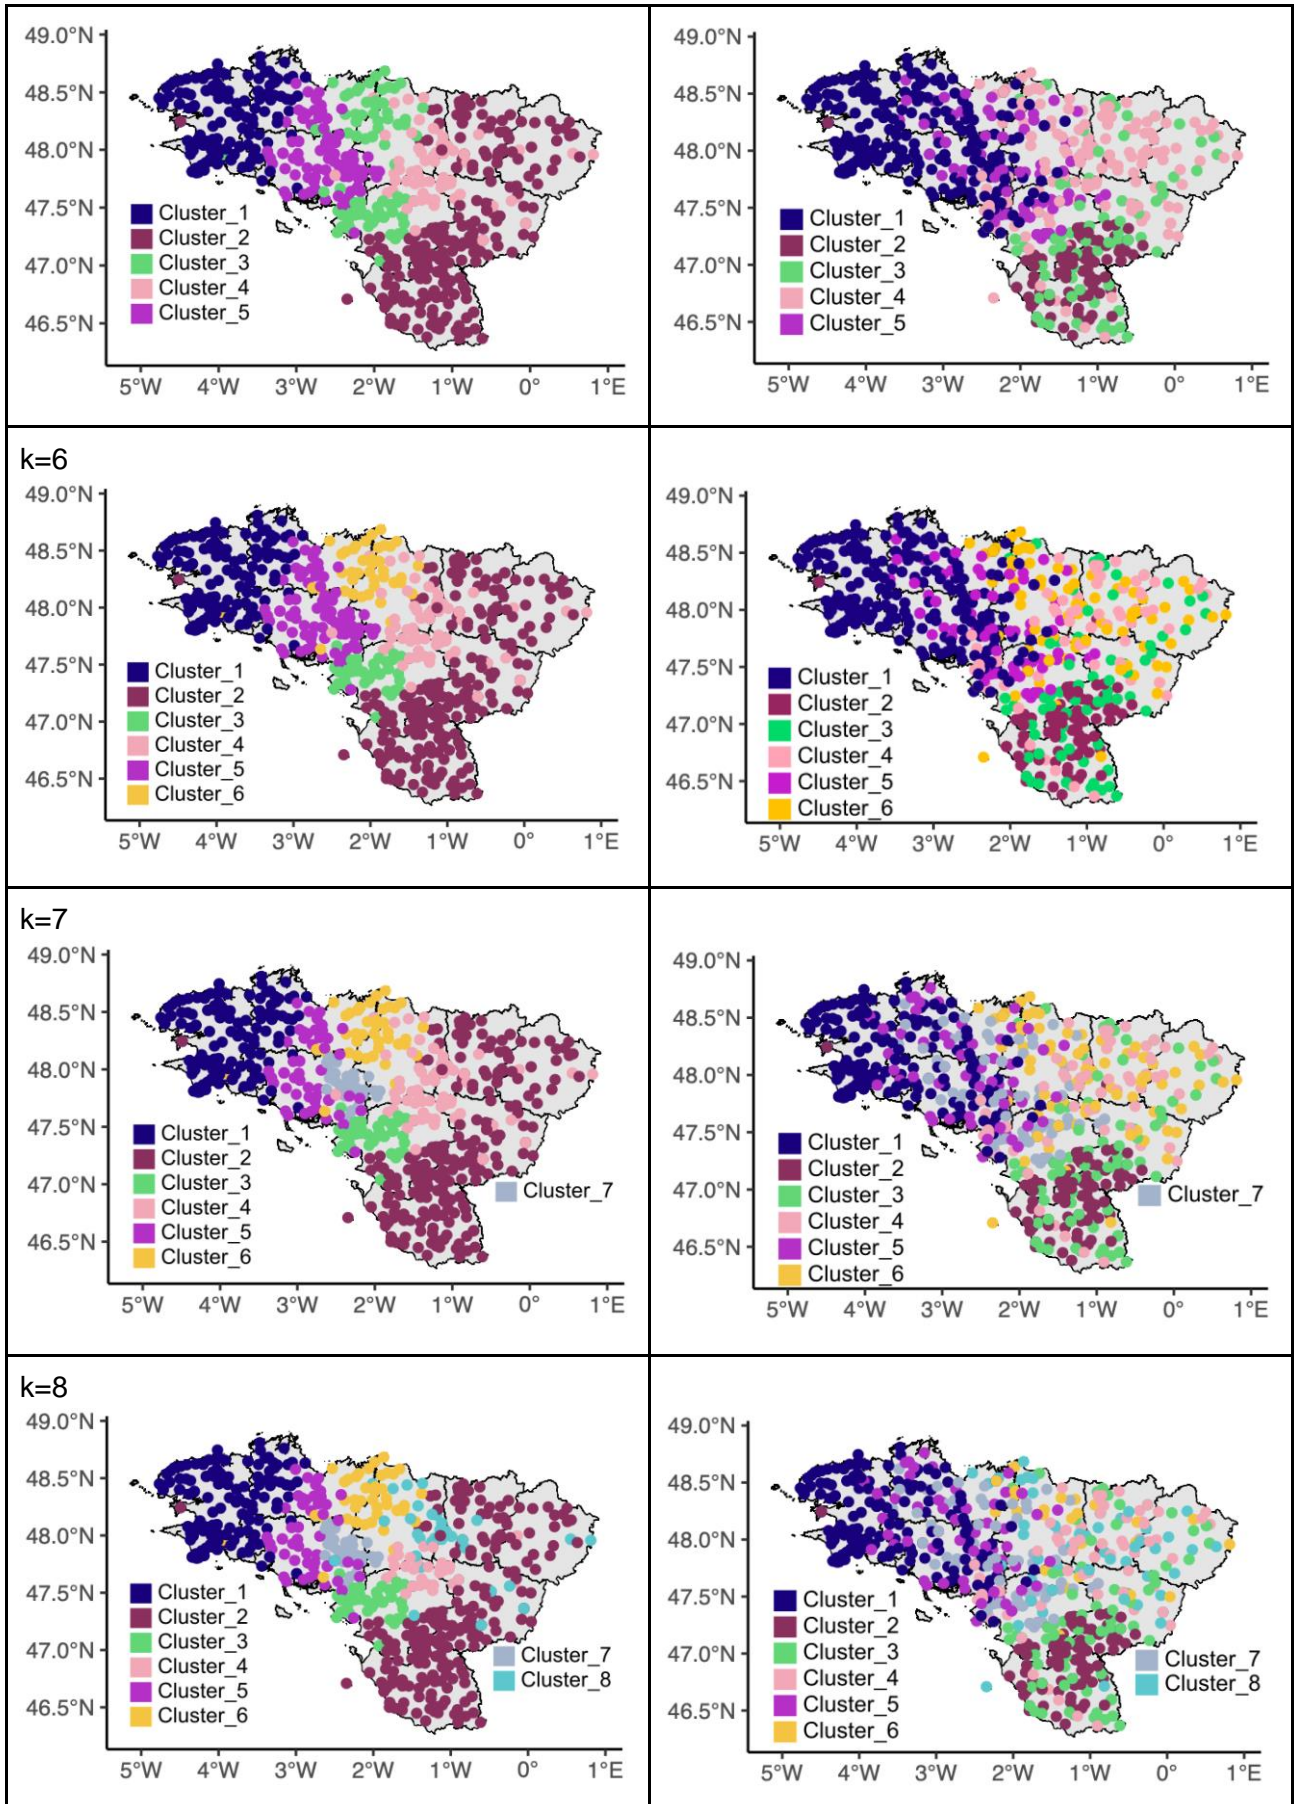 49.0°N
48.5°N
48.0°N
47.5°N
47.0°N
46.5°N
Cluster_1
Cluster_2
Cluster_3
Cluster_4
Cluster_5
5°W 4°W 3°W 2°W 1°W 0° 1°E
49.0°N
48.5°N
48.0°N
47.5°N
47.0°N
46.5°N
Cluster_1
Cluster_2
Cluster_3
Cluster_4
Cluster_5
5°W 4°W 3°W 2°W 1°W 0° 1°E
k=6
49.0°N
48.5°N
48.0°N
47.5°N
47.0°N
46.5°N
Cluster_1
Cluster_2
Cluster_3
Cluster_4
Cluster_5
Cluster_6
5°W 4°W 3°W 2°W 1°W 0° 1°E
49.0°N
48.5°N
48.0°N
47.5°N
47.0°N
46.5°N
Cluster_1
Cluster_2
Cluster_3
Cluster_4
Cluster_5
Cluster_6
5°W 4°W 3°W 2°W 1°W 0° 1°E
k=7
49.0°N
48.5°N
48.0°N
47.5°N
47.0°N
46.5°N
Cluster_1
Cluster_2
Cluster_3
Cluster_4
Cluster_5
Cluster_6
Cluster_7
5°W 4°W 3°W 2°W 1°W 0° 1°E
49.0°N
48.5°N
48.0°N
47.5°N
47.0°N
46.5°N
Cluster_1
Cluster_2
Cluster_3
Cluster_4
Cluster_5
Cluster_6
Cluster_7
5°W 4°W 3°W 2°W 1°W 0° 1°E
k=8
49.0°N
48.5°N
48.0°N
47.5°N
47.0°N
46.5°N
Cluster_1
Cluster_2
Cluster_3
Cluster_4
Cluster_5
Cluster_6
Cluster_7
Cluster_8
5°W 4°W 3°W 2°W 1°W 0° 1°E
49.0°N
48.5°N
48.0°N
47.5°N
47.0°N
46.5°N
Cluster_1
Cluster_2
Cluster_3
Cluster_4
Cluster_5
Cluster_6
Cluster_7
Cluster_8
5°W 4°W 3°W 2°W 1°W 0° 1°E